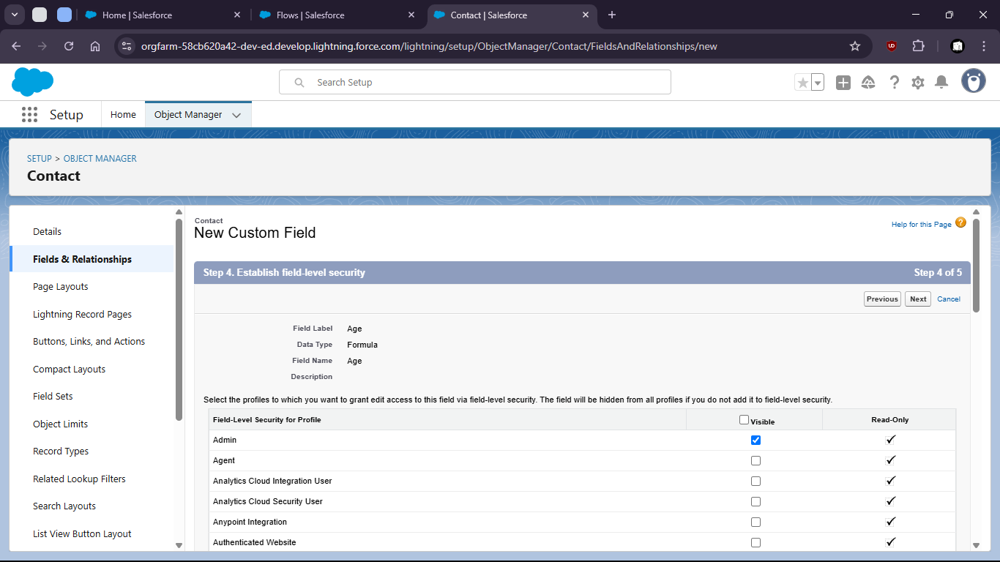 Home | Salesforce
Flows | Salesforce
Contact | Salesforce
orgfarm-58cb620a42-dev-ed.develop.lightning.force.com/lightning/setup/ObjectManager/Contact/FieldsAndRelationships/new
Search Setup
Setup
Home
Object Manager
SETUP > OBJECT MANAGER
Contact
Details
Fields & Relationships
Page Layouts
Lightning Record Pages
Buttons, Links, and Actions
Compact Layouts
Field Sets
Object Limits
Record Types
Related Lookup Filters
Search Layouts
List View Button Layout
Contact
New Custom Field
Help for this Page ?
Step 4. Establish field-level security Step 4 of 5
Previous Next Cancel
Field Label Age
Data Type Formula
Field Name Age
Description
Select the profiles to which you want to grant edit access to this field via field-level security. The field will be hidden from all profiles if you do not add it to field-level security.
Field-Level Security for Profile Visible Read-Only
Admin
Agent
Analytics Cloud Integration User
Analytics Cloud Security User
Anypoint Integration
Authenticated Website